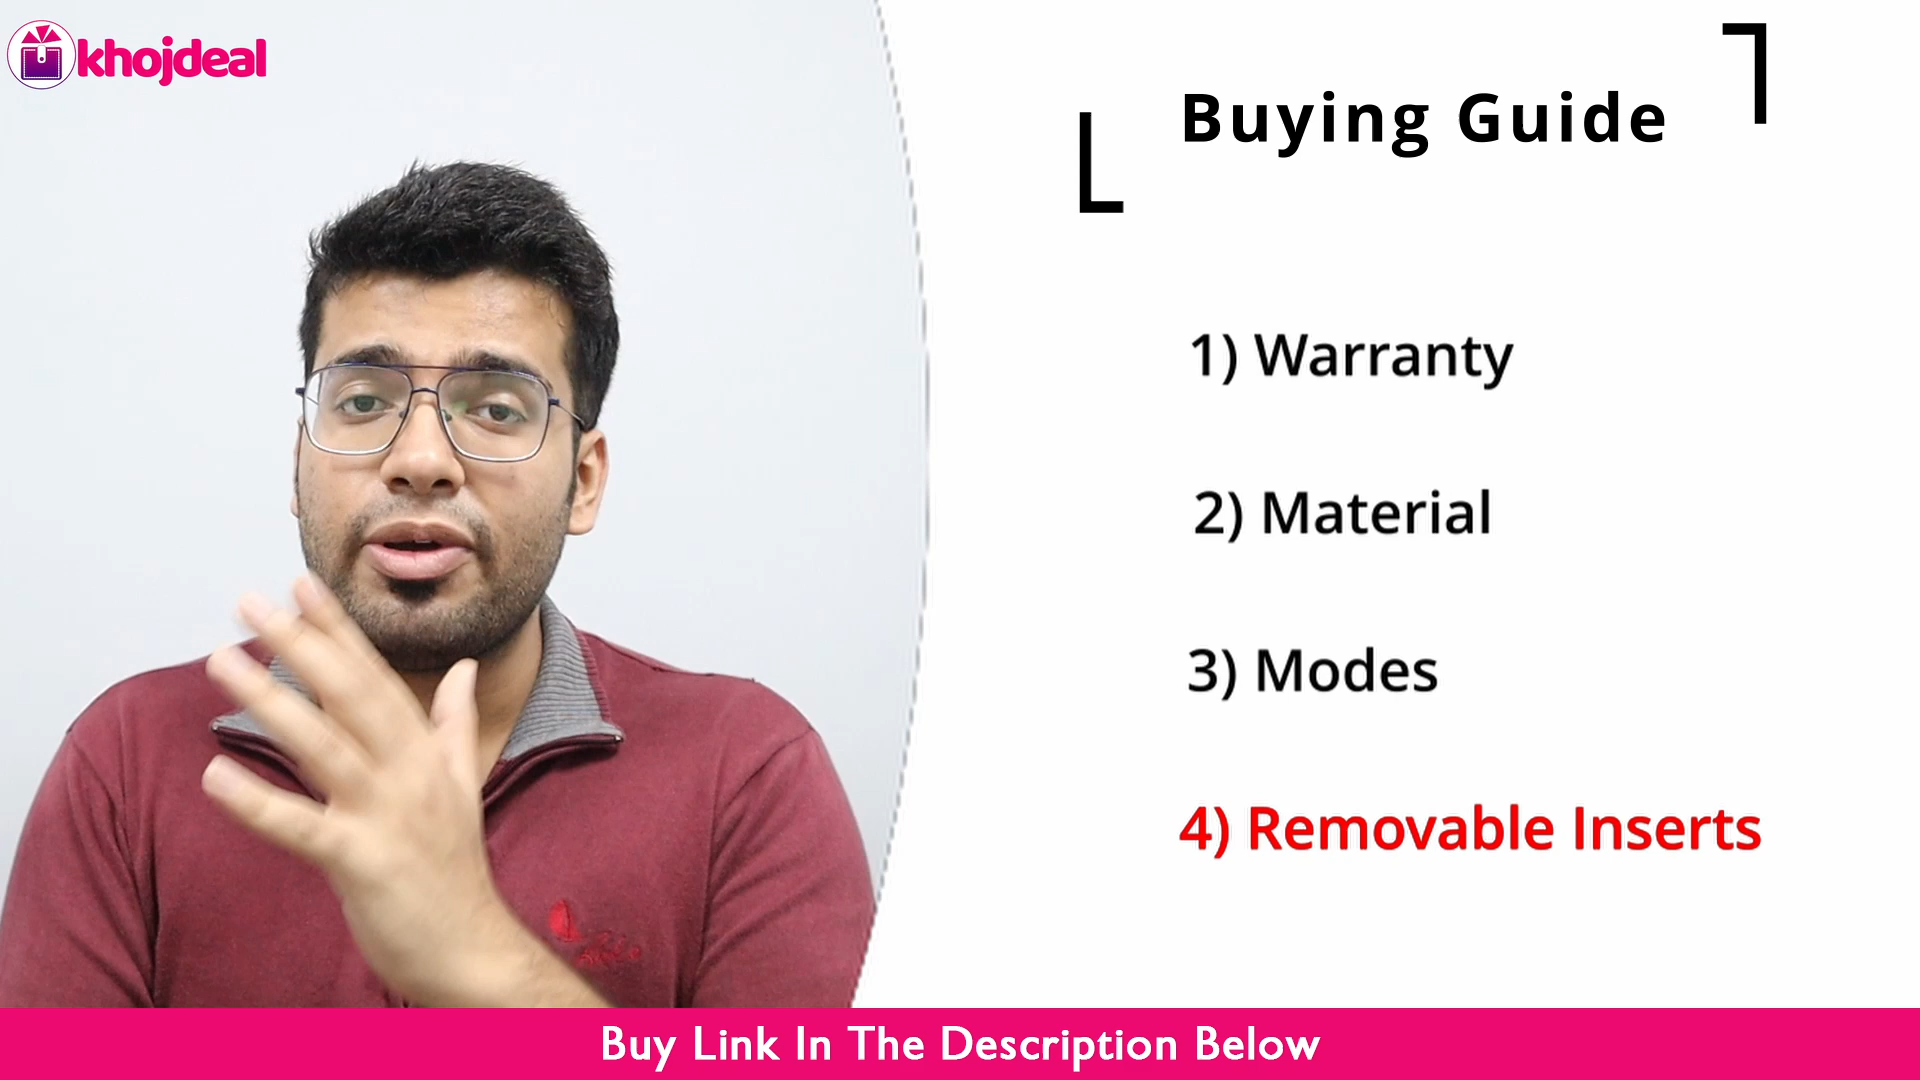 khojdeal
Buying Guide
1) Warranty
2) Material
3) Modes
4) Removable Inserts
Buy Link In The Description Below